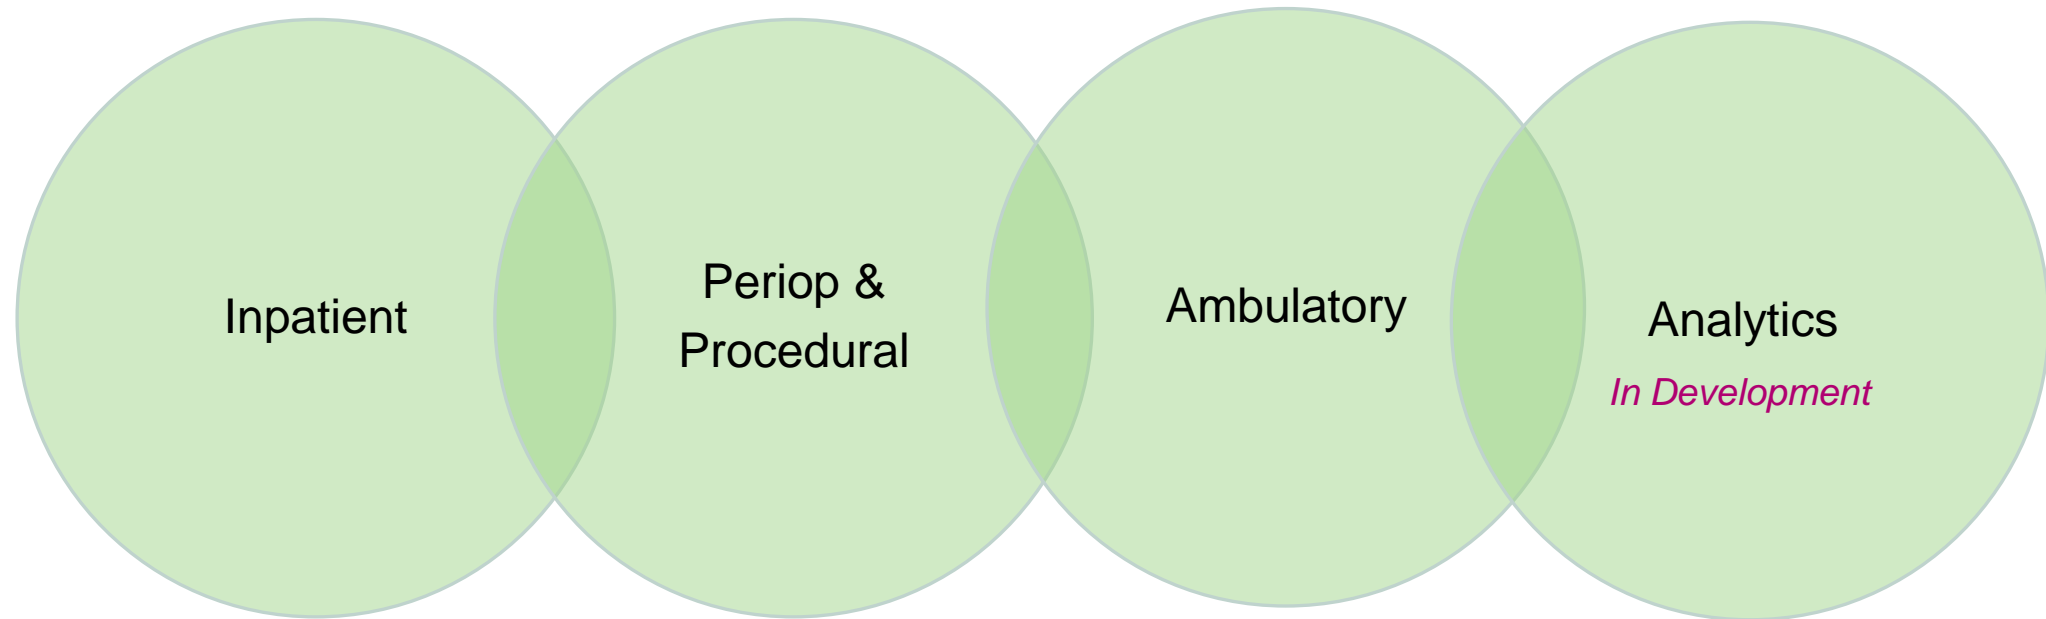 Inpatient
Periop &
Procedural
Ambulatory
Analytics
In Development